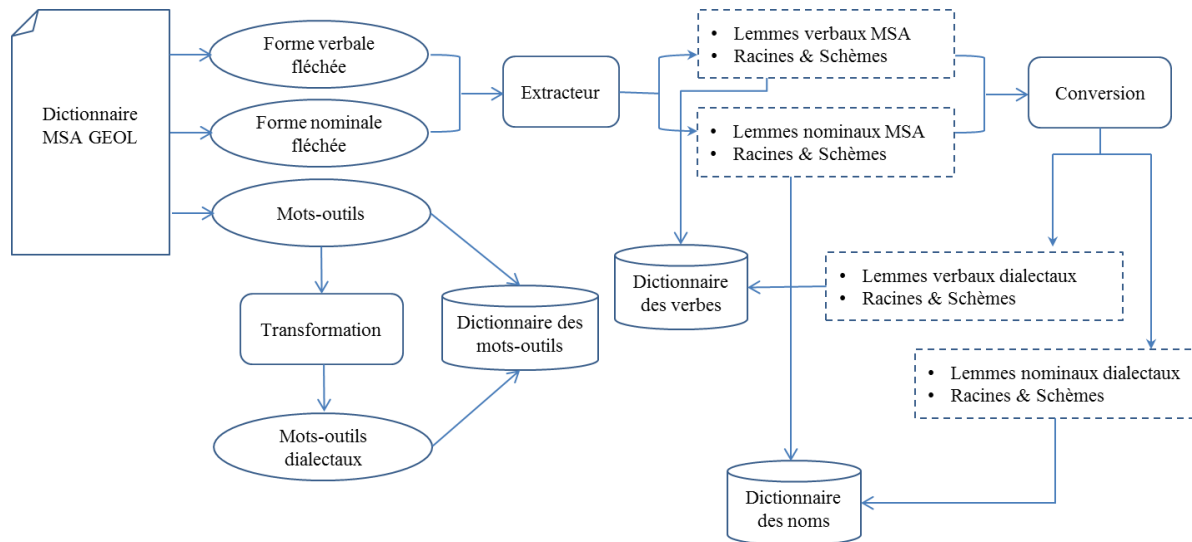 Dictionnaire
MSA GEOL
Forme verbale
fléchée
Forme nominale
fléchée
Mots-outils
Extracteur
• Lemmes verbaux MSA
• Racines & Schèmes
• Lemmes nominaux MSA
• Racines & Schèmes
Conversion
Transformation
Dictionnaire des
mots-outils
Mots-outils
dialectaux
Dictionnaire
des verbes
• Lemmes verbaux dialectaux
• Racines & Schèmes
• Lemmes nominaux dialectaux
• Racines & Schèmes
Dictionnaire
des noms